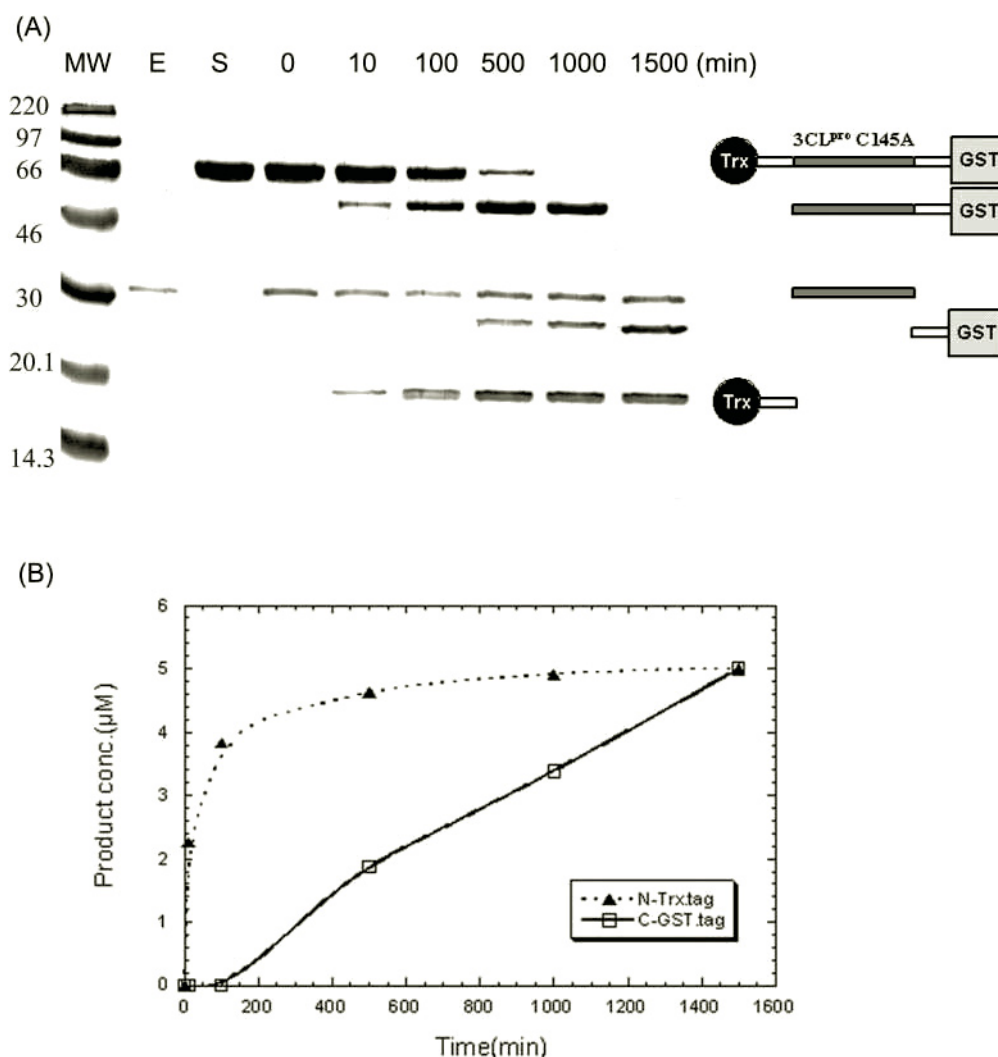 (A)
MW E S 0 10 100 500 1000 1500 (min)
220
97
66
46
30
20.1
14.3
3CLᵖʳᵒ C145A
Trx GST
GST
GST
Trx
(B)
Product conc.(µM)
6
5
4
3
2
1
0
N-Trx.tag
C-GST.tag
0 200 400 600 800 1000 1200 1400 1600
Time(min)